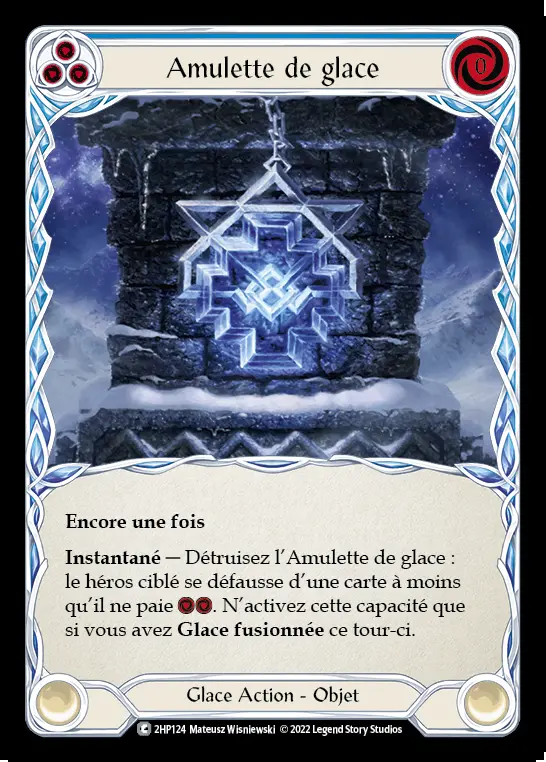 Amulette de glace
0
Encore une fois
Instantané — Détruisez l'Amulette de glace :
le héros ciblé se défausse d'une carte à moins
qu'il ne paie . N'activez cette capacité que
si vous avez Glace fusionnée ce tour-ci.
Glace Action - Objet
C 2HP124 Mateusz Wisniewski © 2022 Legend Story Studios